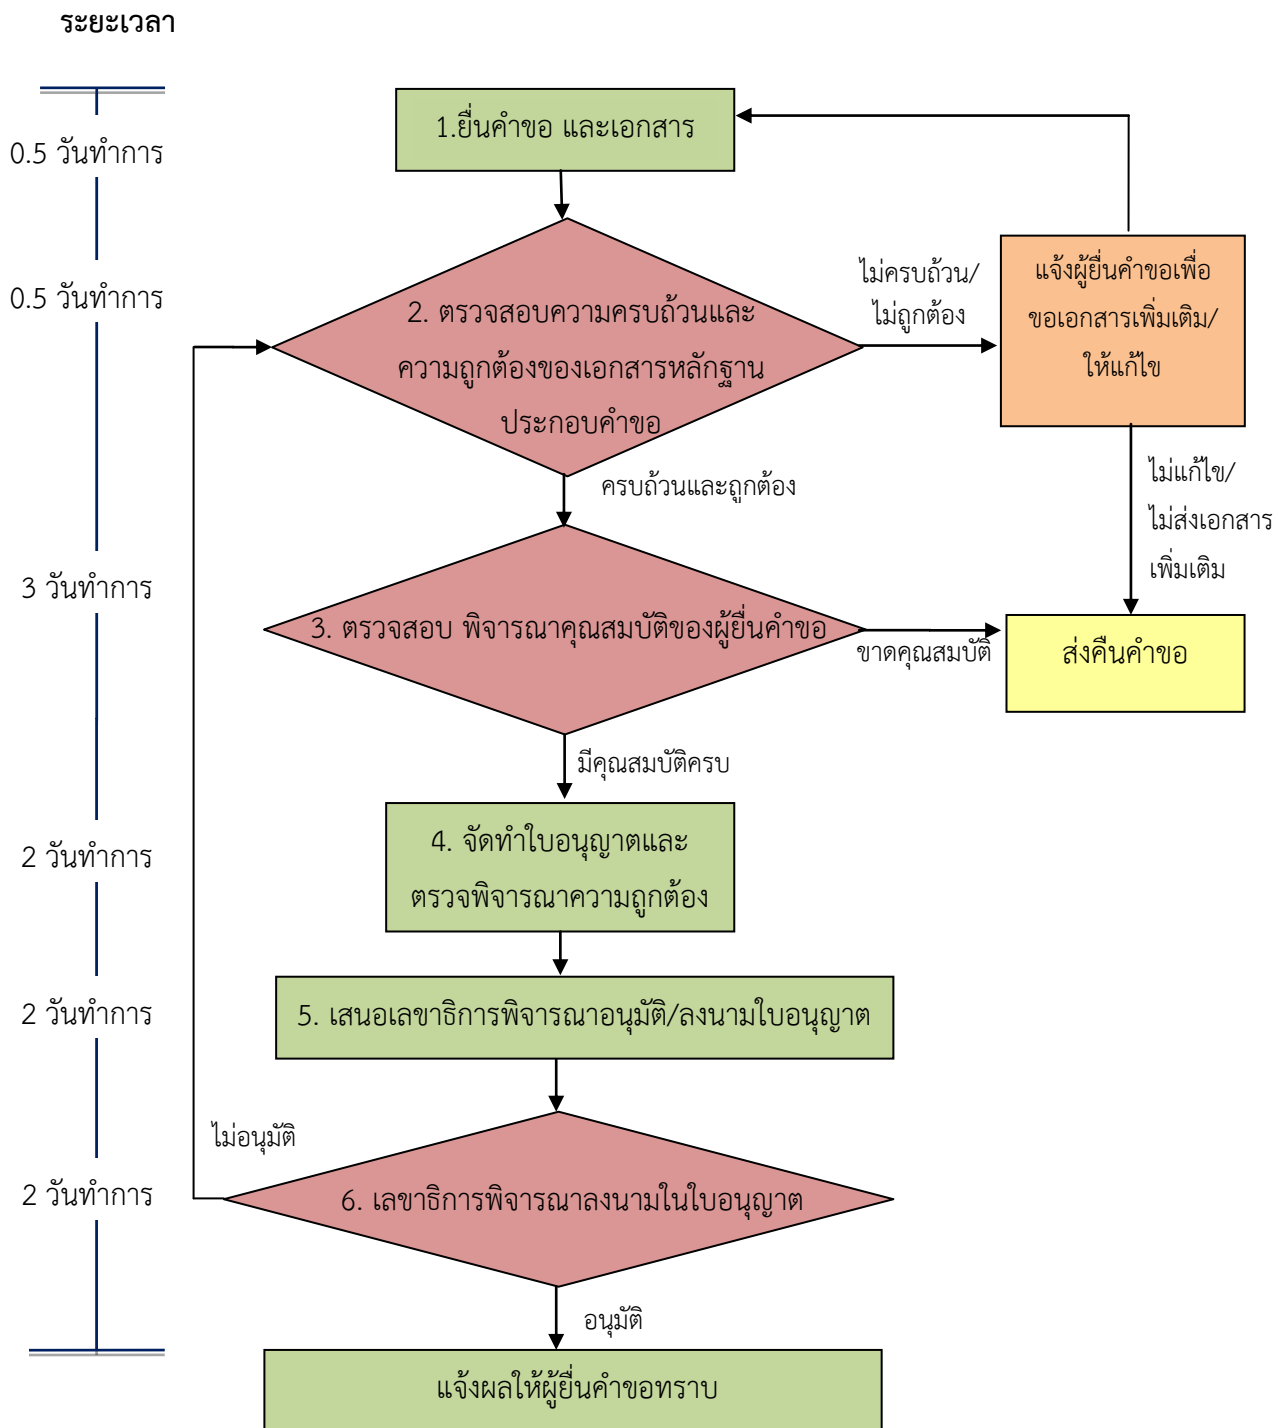 ระยะเวลา
1.ยื่นคำขอ และเอกสาร
0.5 วันทำการ
0.5 วันทำการ
2. ตรวจสอบความครบถ้วนและ
ความถูกต้องของเอกสารหลักฐาน
ประกอบคำขอ
ไม่ครบถ้วน/
ไม่ถูกต้อง
แจ้งผู้ยื่นคำขอเพื่อ
ขอเอกสารเพิ่มเติม/
ให้แก้ไข
ครบถ้วนและถูกต้อง
ไม่แก้ไข/
ไม่ส่งเอกสาร
เพิ่มเติม
3 วันทำการ
3. ตรวจสอบ พิจารณาคุณสมบัติของผู้ยื่นคำขอ
ขาดคุณสมบัติ
ส่งคืนคำขอ
มีคุณสมบัติครบ
2 วันทำการ
4. จัดทำใบอนุญาตและ
ตรวจพิจารณาความถูกต้อง
2 วันทำการ
5. เสนอเลขาธิการพิจารณาอนุมัติ/ลงนามใบอนุญาต
ไม่อนุมัติ
2 วันทำการ
6. เลขาธิการพิจารณาลงนามในใบอนุญาต
อนุมัติ
แจ้งผลให้ผู้ยื่นคำขอทราบ